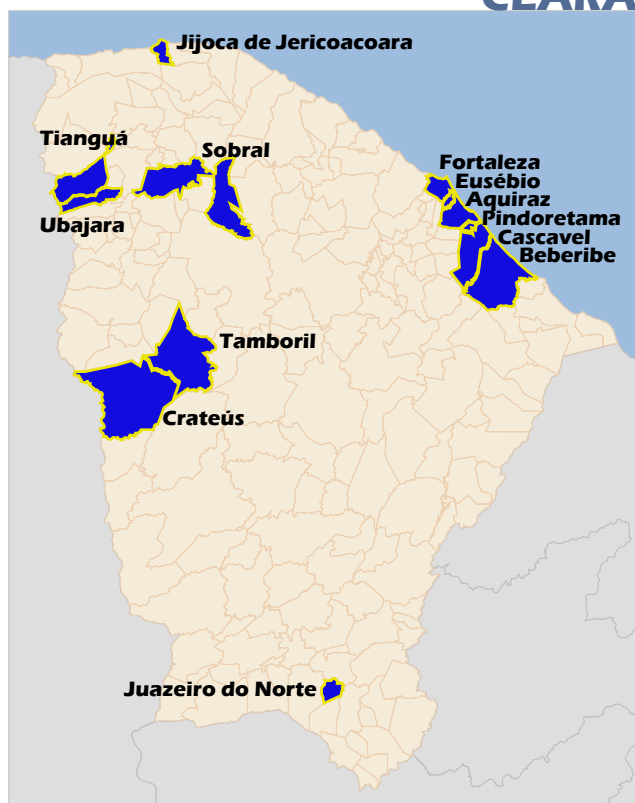 CEARÁ
Jijoca de Jericoacoara
Tianguá
Sobral
Ubajara
Fortaleza
Eusébio
Aquiraz
Pindoretama
Cascavel
Beberibe
Tamboril
Crateús
Juazeiro do Norte